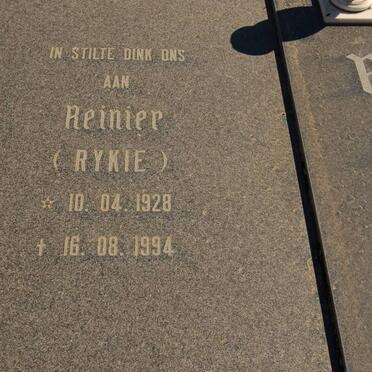 IN STILTE DINK ONS
AAN
Reinier
( RYKIE )
☆ 10. 04. 1928
† 16. 08. 1994